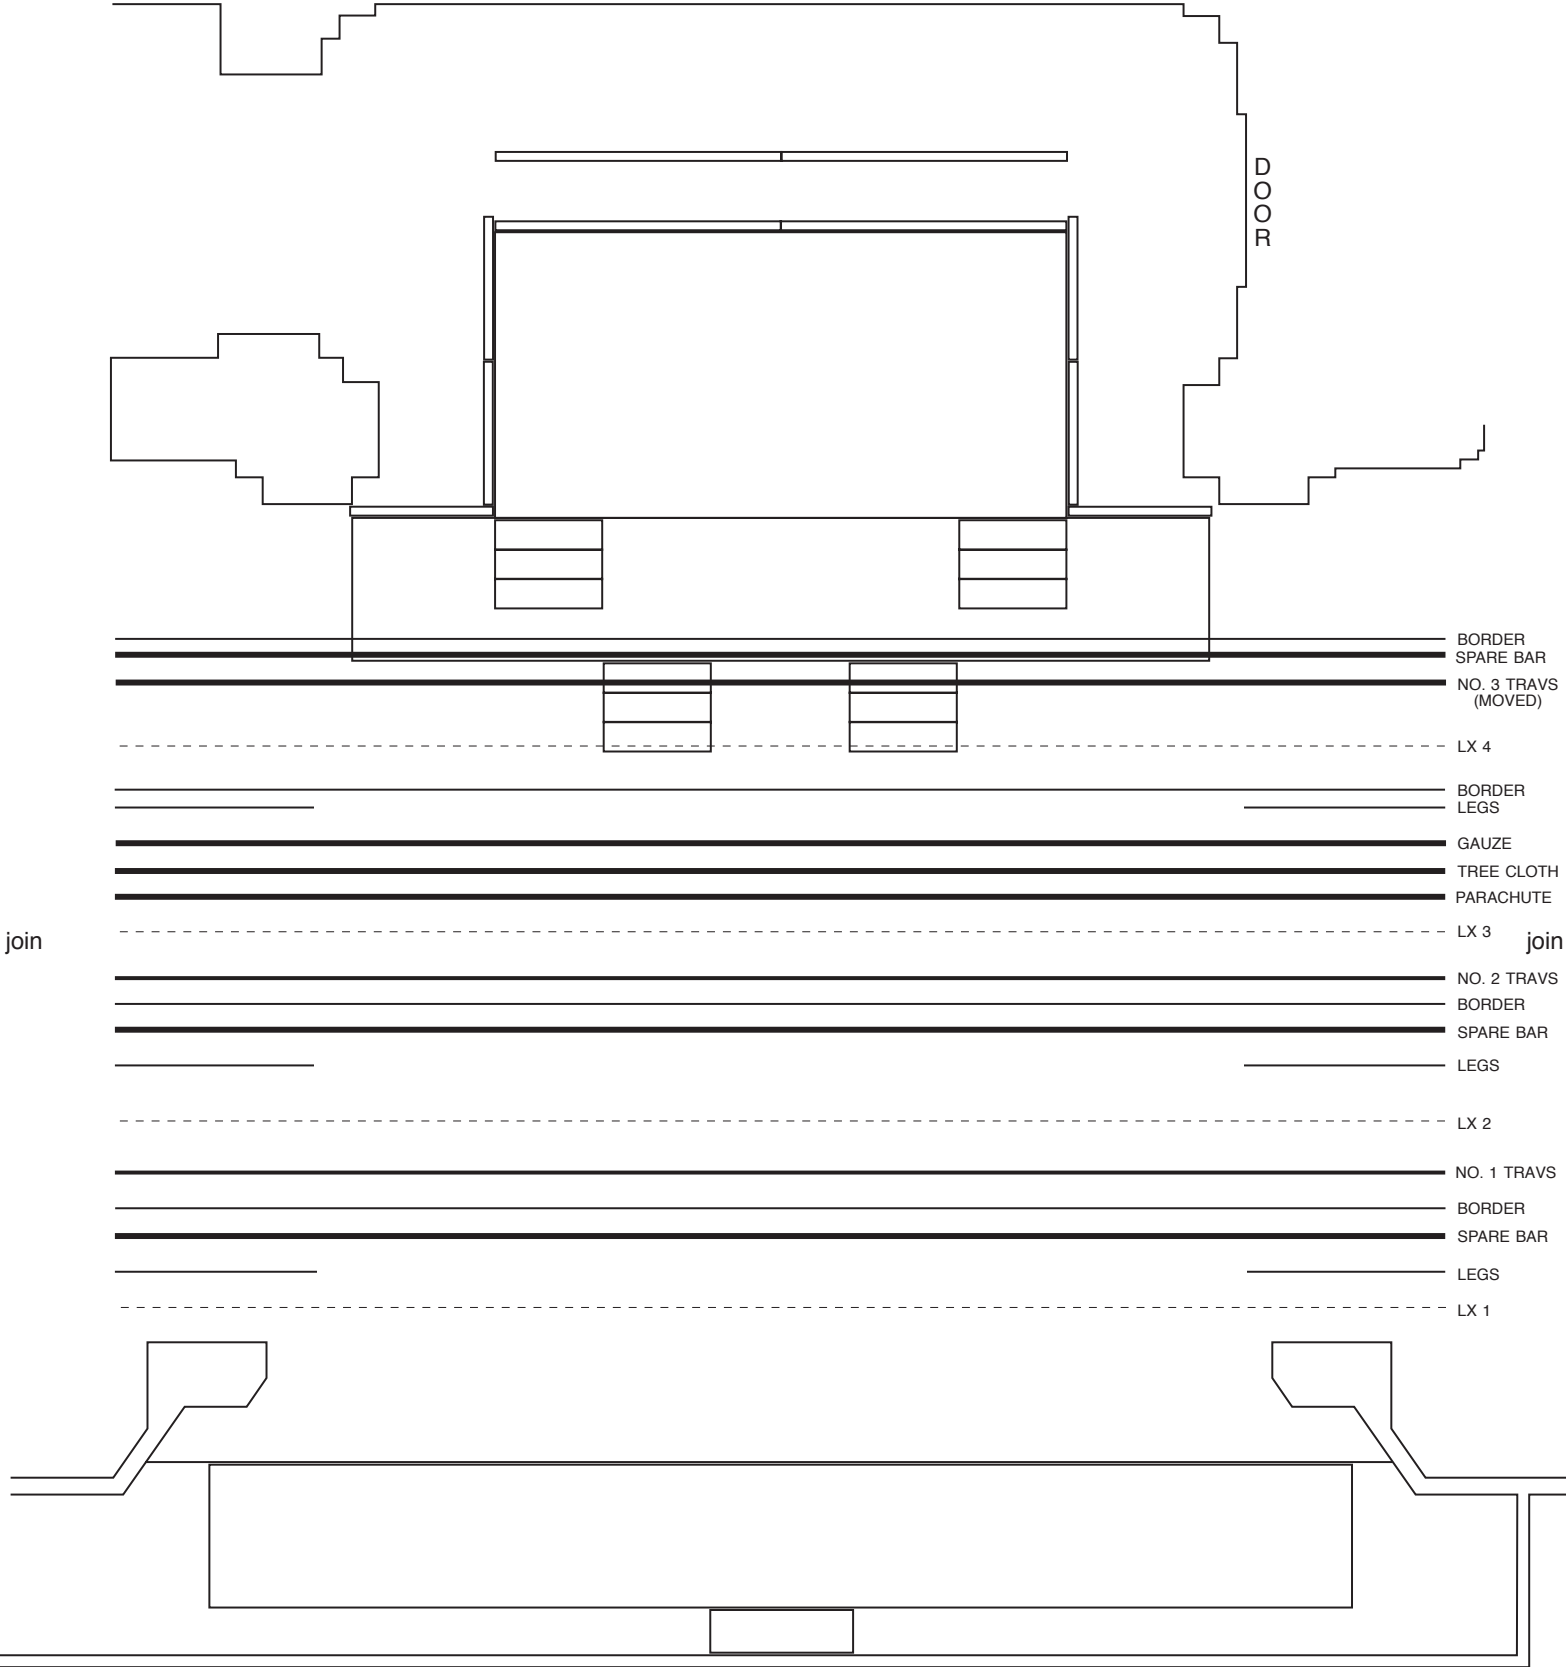 D
O
O
R
BORDER
SPARE BAR
NO. 3 TRAVS
(MOVED)
LX 4
BORDER
LEGS
GAUZE
TREE CLOTH
PARACHUTE
join LX 3 join
NO. 2 TRAVS
BORDER
SPARE BAR
LEGS
LX 2
NO. 1 TRAVS
BORDER
SPARE BAR
LEGS
LX 1